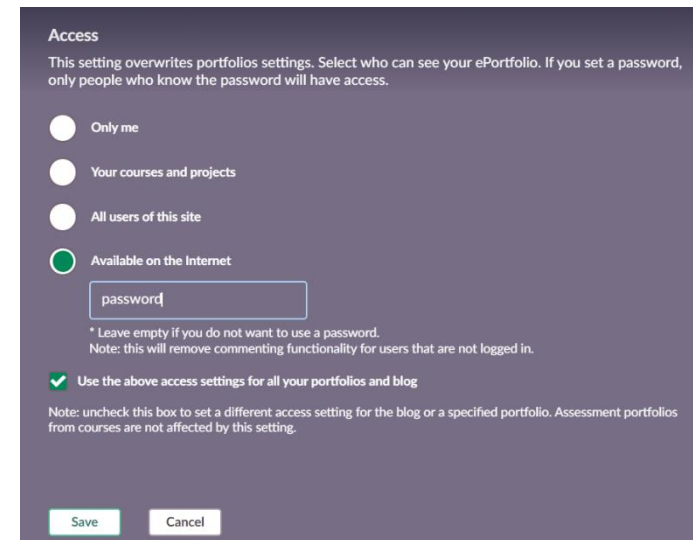 Access
This setting overwrites portfolios settings. Select who can see your ePortfolio. If you set a password,
only people who know the password will have access.
Only me
Your courses and projects
All users of this site
Available on the Internet
password
* Leave empty if you do not want to use a password.
Note: this will remove commenting functionality for users that are not logged in.
Use the above access settings for all your portfolios and blog
Note: uncheck this box to set a different access setting for the blog or a specified portfolio. Assessment portfolios
from courses are not affected by this setting.
Save Cancel